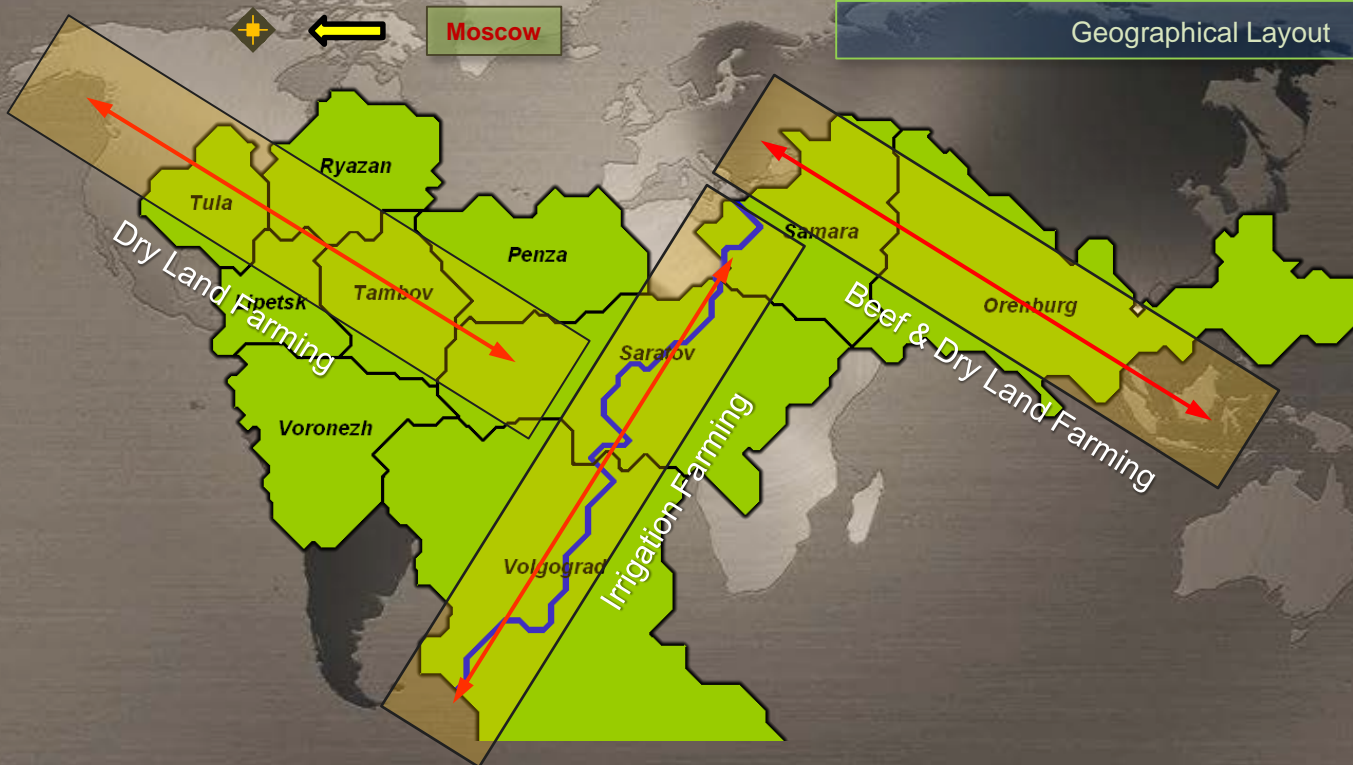 Moscow
Geographical Layout
Ryazan
Tula
Penza
Samara
Dry Land Farming
Lipetsk
Tambov
Orenburg
Beef & Dry Land Farming
Saratov
Voronezh
Irrigation Farming
Volgograd